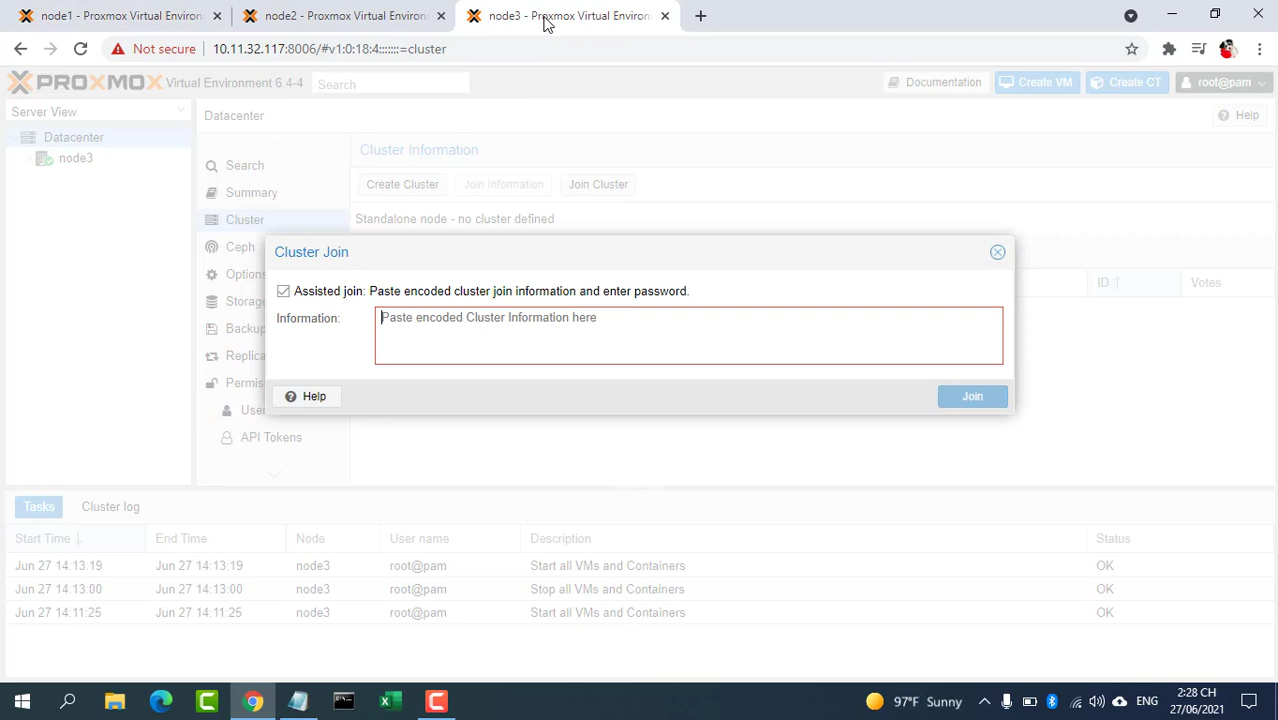 node1 - Proxmox Virtual Environ
node2 - Proxmox Virtual Environ
node3 - Proxmox Virtual Environ
Not secure
10.11.32.117:8006/#v1:0:18:4:::::::=cluster
PROXMOX Virtual Environment 6.4-4
Search
Documentation
Create VM
Create CT
root@pam
Server View
Datacenter
Help
Datacenter
node3
Search
Summary
Cluster
Ceph
Options
Storage
Backu
Replica
Permis
User
API Tokens
Cluster Information
Create Cluster
Join Information
Join Cluster
Standalone node - no cluster defined
ID
Votes
Cluster Join
Assisted join: Paste encoded cluster join information and enter password.
Information:
Paste encoded Cluster Information here
Help
Join
Tasks
Cluster log
Start Time End Time Node User name Description Status
Jun 27 14:13:19 Jun 27 14:13:19 node3 root@pam Start all VMs and Containers OK
Jun 27 14:13:00 Jun 27 14:13:00 node3 root@pam Stop all VMs and Containers OK
Jun 27 14:11:25 Jun 27 14:11:25 node3 root@pam Start all VMs and Containers OK
97°F Sunny
ENG
2:28 CH
27/06/2021